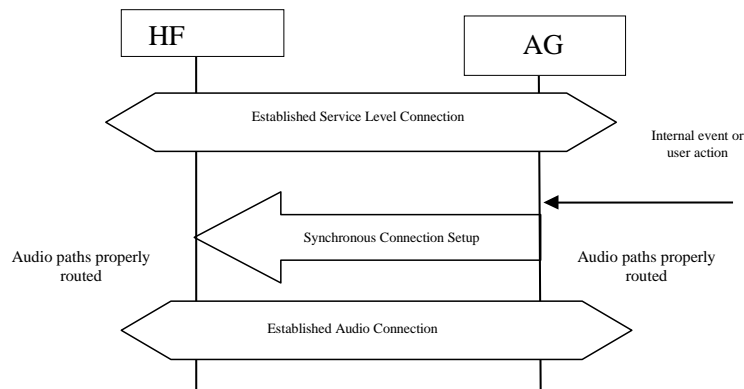 HF
AG
Established Service Level Connection
Internal event or
user action
Synchronous Connection Setup
Audio paths properly
routed
Audio paths properly
routed
Established Audio Connection